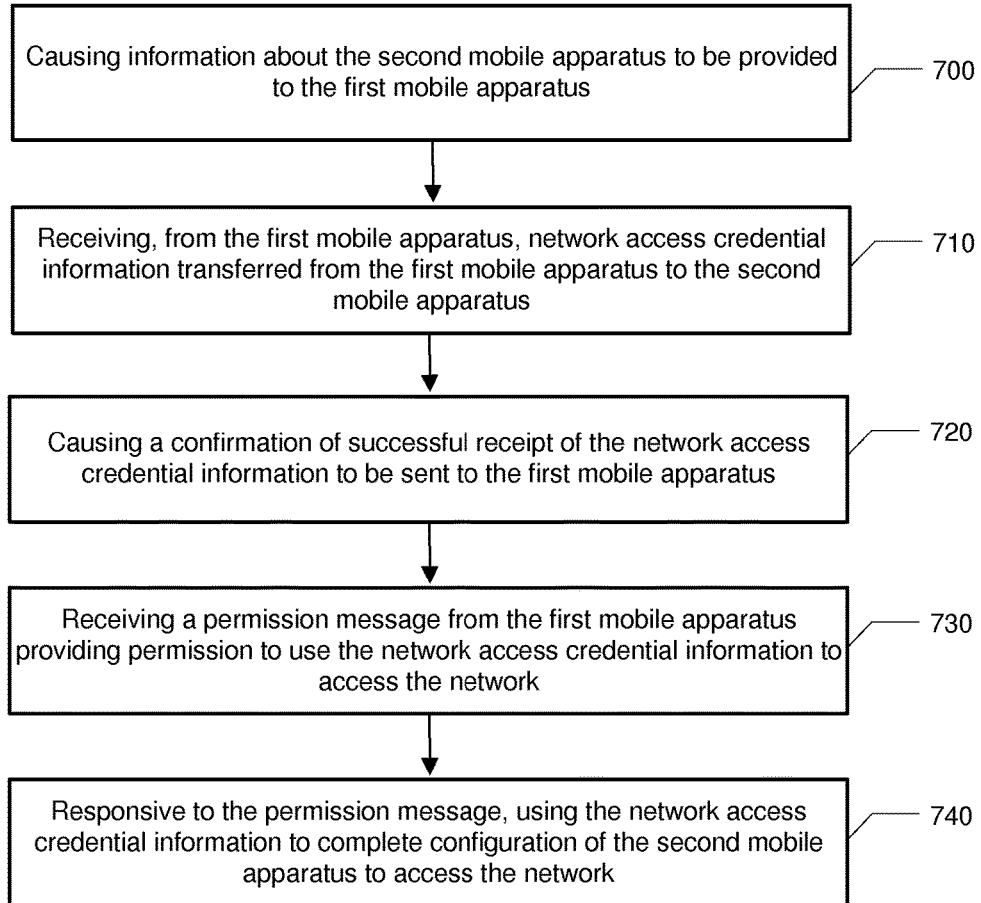 Causing information about the second mobile apparatus to be provided
to the first mobile apparatus
700
Receiving, from the first mobile apparatus, network access credential
information transferred from the first mobile apparatus to the second
mobile apparatus
710
Causing a confirmation of successful receipt of the network access
credential information to be sent to the first mobile apparatus
720
Receiving a permission message from the first mobile apparatus
providing permission to use the network access credential information to
access the network
730
Responsive to the permission message, using the network access
credential information to complete configuration of the second mobile
apparatus to access the network
740